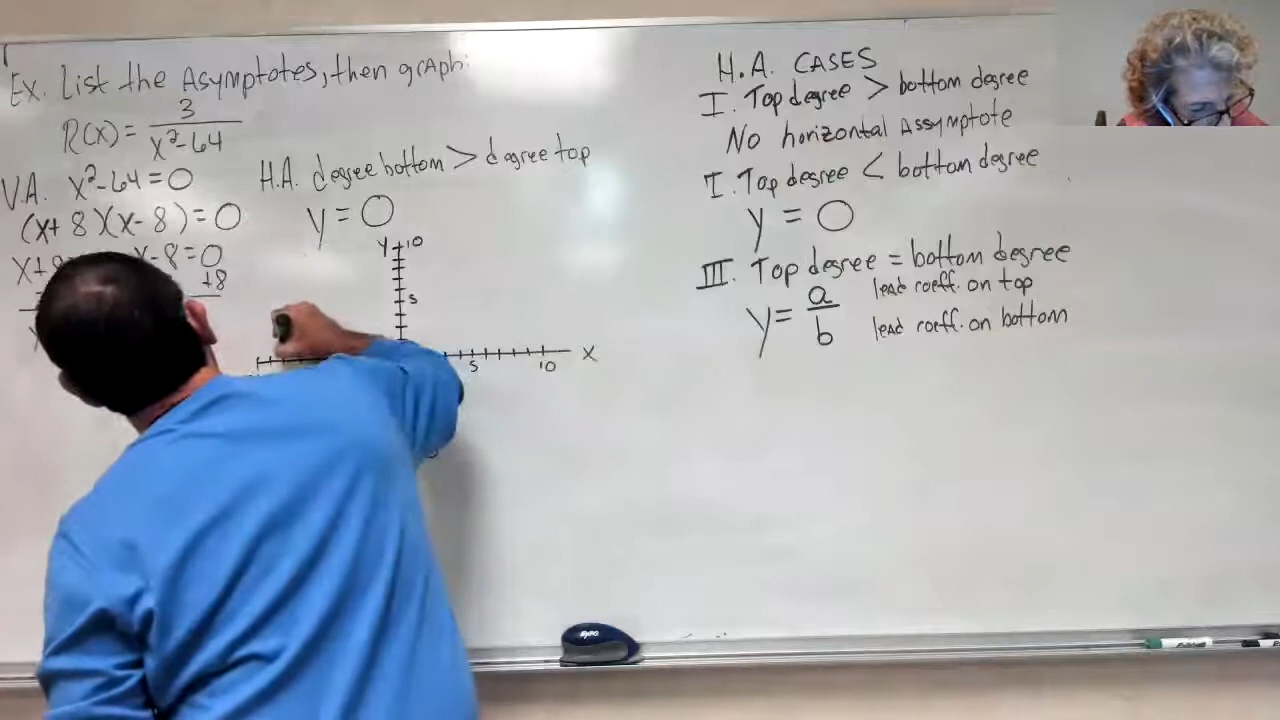 Ex. List the Asymptotes, then graph:
R(x) = 3 / x²-64
V.A. x²-64=0
(x+8)(x-8)=0
x+8 x-8=0
+8
H.A. degree bottom > degree top
y=0
y 10
5
5 10 x
H.A. CASES
I. Top degree > bottom degree
No horizontal Assymptote
I. Top degree < bottom degree
y = 0
III. Top degree = bottom degree
y= a / b
lead coeff. on top
lead coeff. on bottom
EXPO